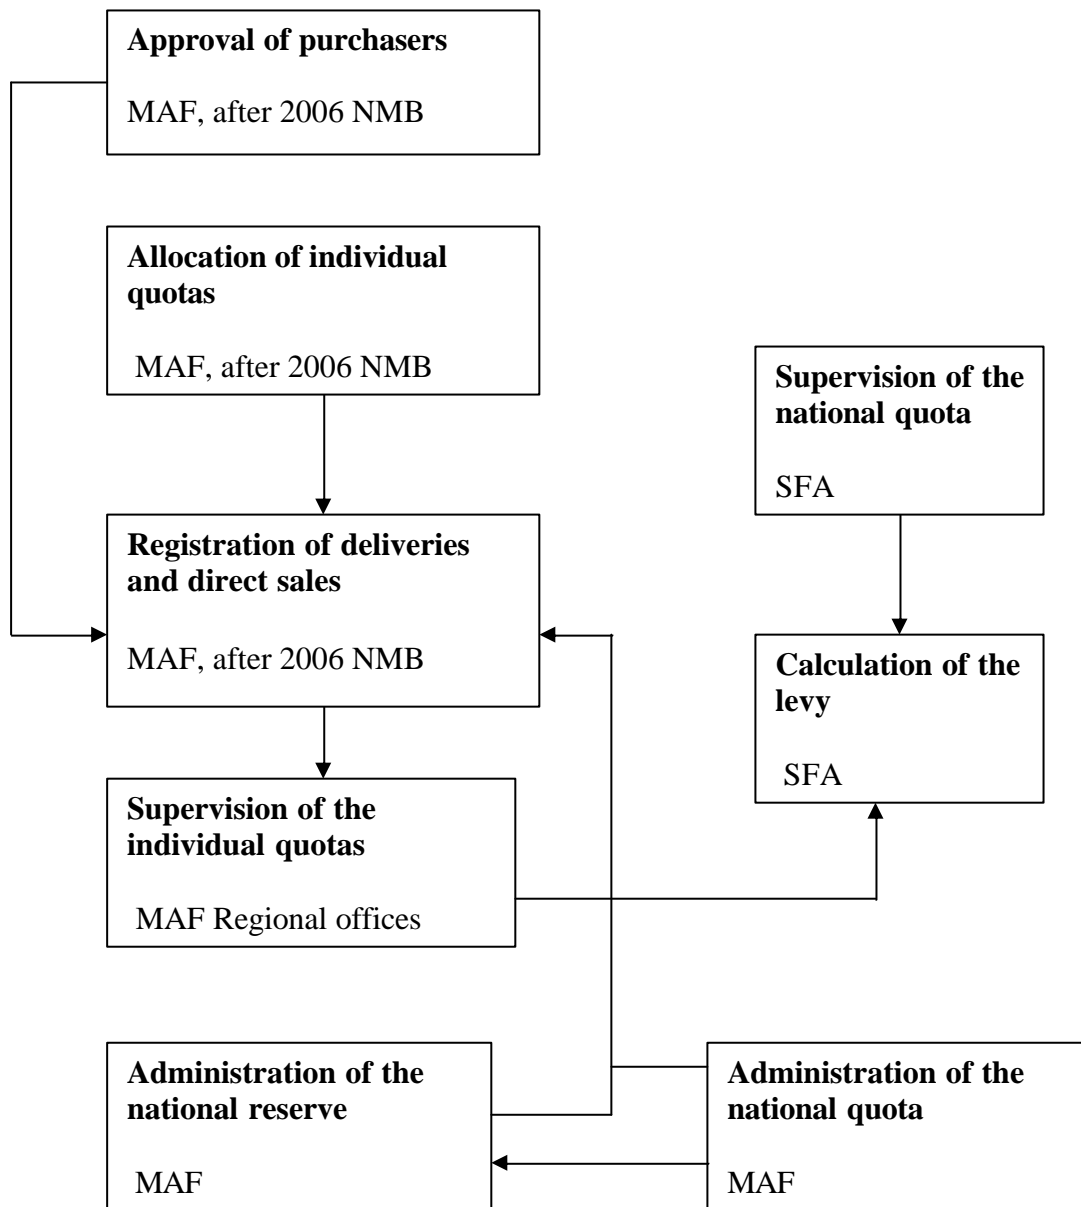 Approval of purchasers
MAF, after 2006 NMB
Allocation of individual
quotas
MAF, after 2006 NMB
Supervision of the
national quota
SFA
Registration of deliveries
and direct sales
MAF, after 2006 NMB
Calculation of the
levy
SFA
Supervision of the
individual quotas
MAF Regional offices
Administration of the
national reserve
MAF
Administration of the
national quota
MAF